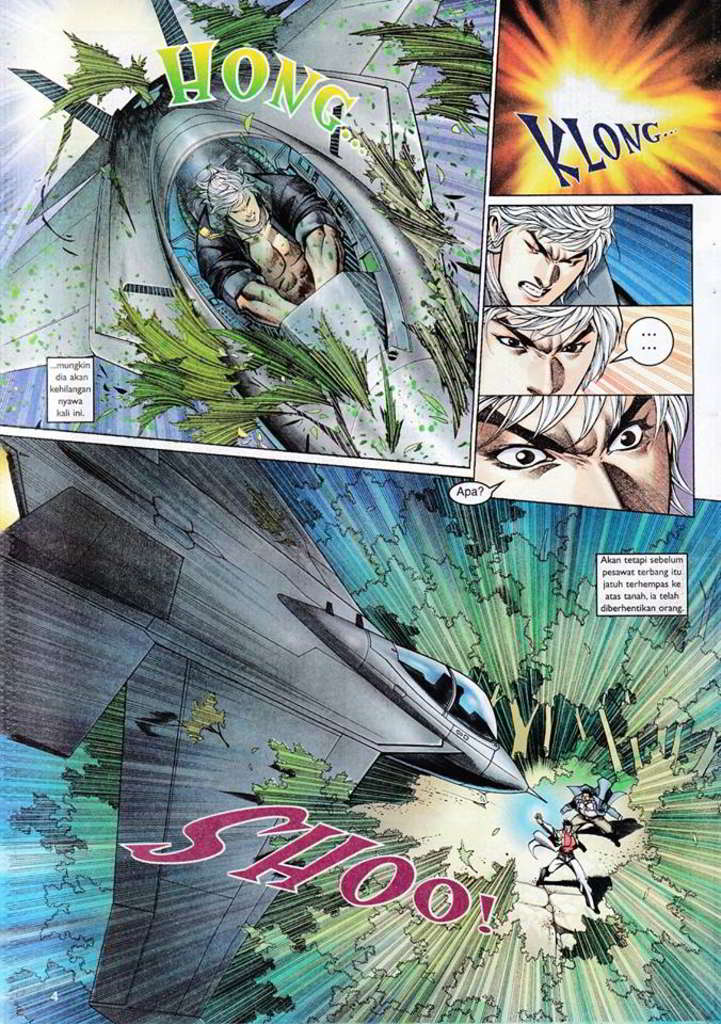 HONG...
...mungkin
dia akan
kehilangan
nyawa
kali ini.
KLONG...
...
...
Apa?
Akan tetapi sebelum
pesawat terbang itu
jatuh terhempas ke
atas tanah, ia telah
diberhentikan orang.
SHOO!
4